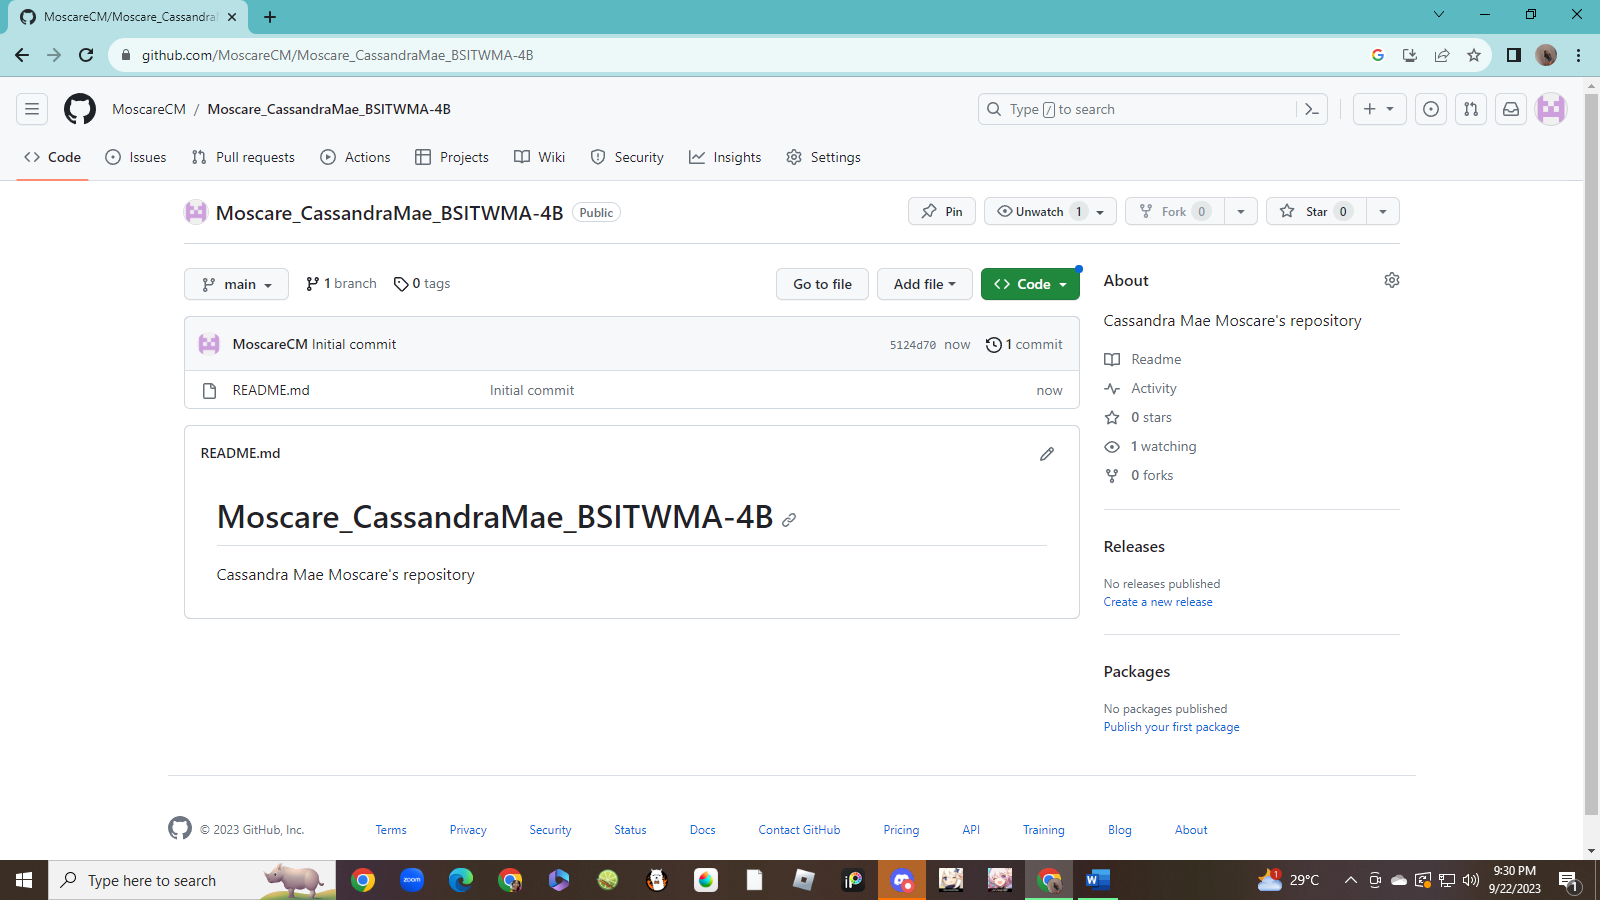 MoscareCM/Moscare_Cassandra
github.com/MoscareCM/Moscare_CassandraMae_BSITWMA-4B
MoscareCM / Moscare_CassandraMae_BSITWMA-4B
Type / to search
Code Issues Pull requests Actions Projects Wiki Security Insights Settings
Moscare_CassandraMae_BSITWMA-4B Public
Pin Unwatch 1 Fork 0 Star 0
main 1 branch 0 tags Go to file Add file Code
MoscareCM Initial commit 5124d70 now 1 commit
README.md Initial commit now
README.md
Moscare_CassandraMae_BSITWMA-4B
Cassandra Mae Moscare's repository
About
Cassandra Mae Moscare's repository
Readme
Activity
0 stars
1 watching
0 forks
Releases
No releases published
Create a new release
Packages
No packages published
Publish your first package
© 2023 GitHub, Inc. Terms Privacy Security Status Docs Contact GitHub Pricing API Training Blog About
Type here to search
zoom
iP
W
1
29°C
9:30 PM
9/22/2023
1